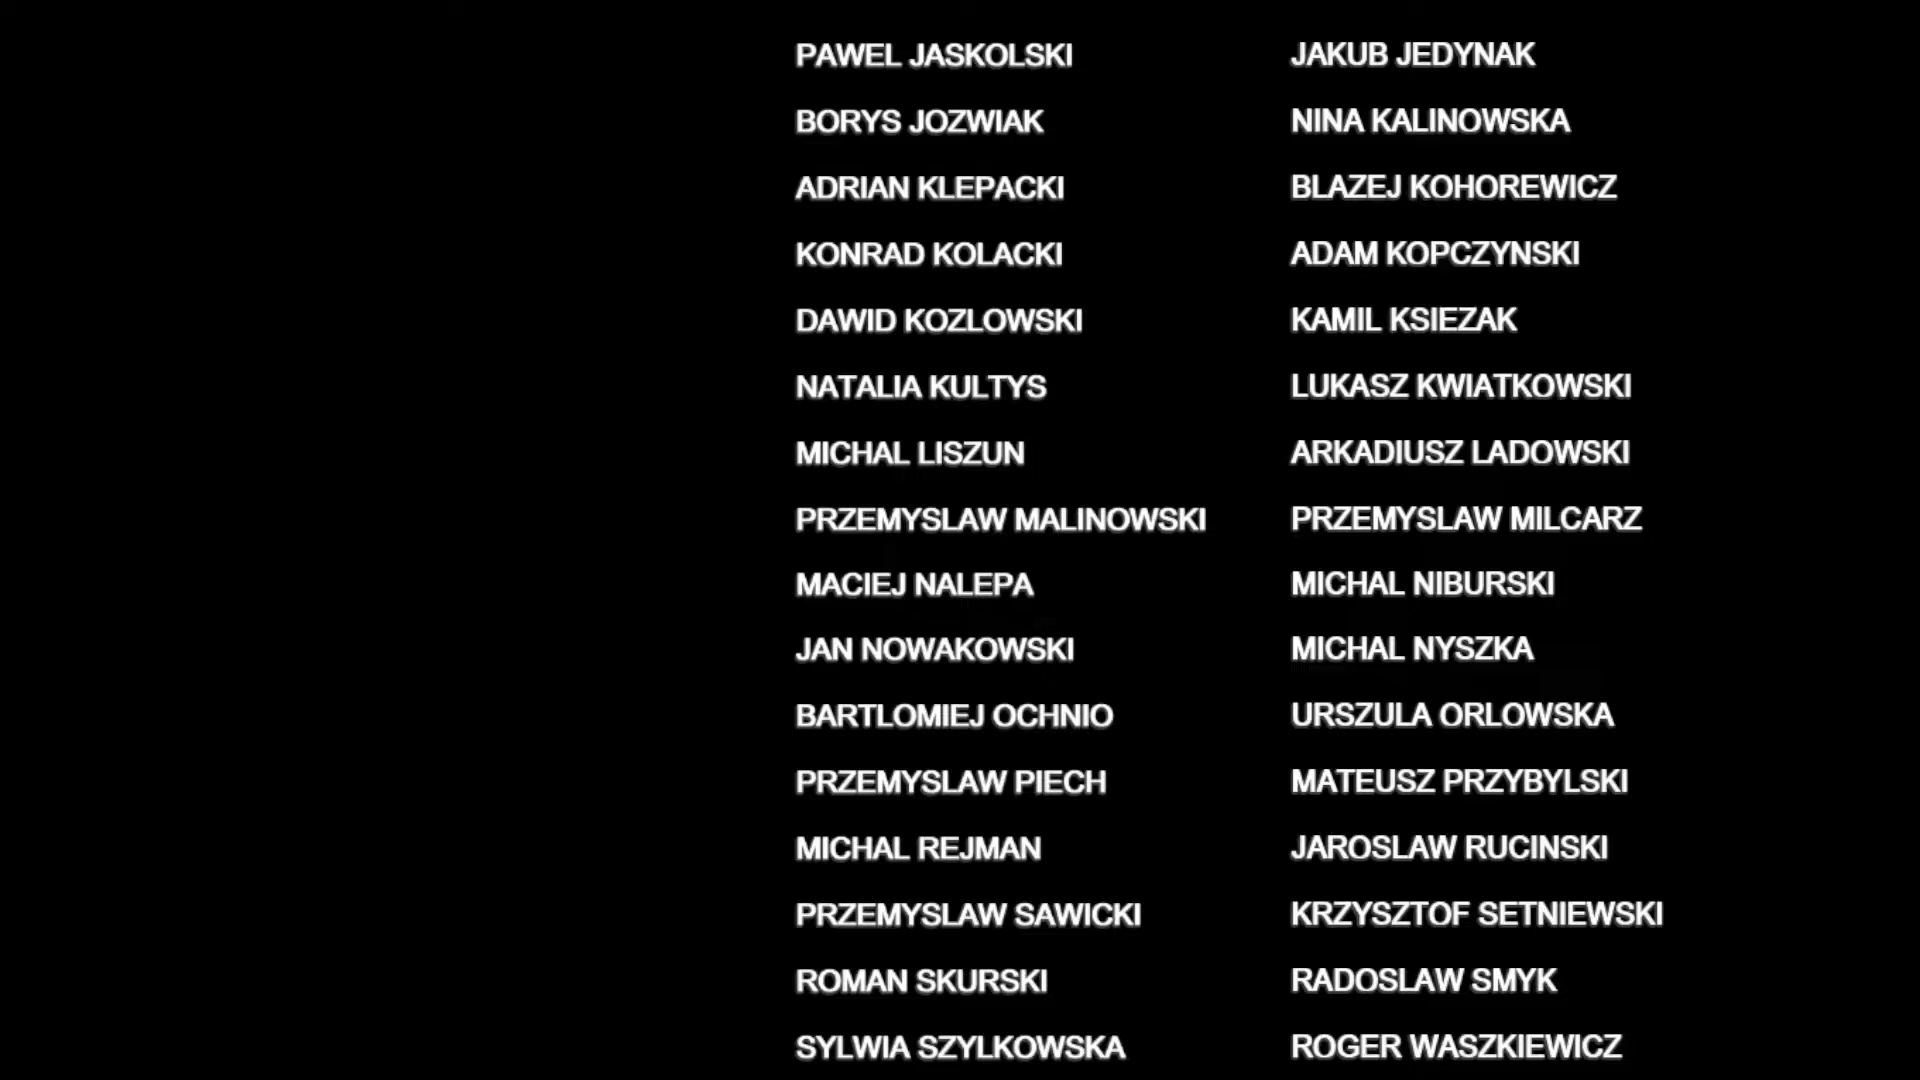 PAWEL JASKOLSKI JAKUB JEDYNAK
BORYS JOZWIAK NINA KALINOWSKA
ADRIAN KLEPACKI BLAZEJ KOHOREWICZ
KONRAD KOLACKI ADAM KOPCZYNSKI
DAWID KOZLOWSKI KAMIL KSIEZAK
NATALIA KULTYS LUKASZ KWIATKOWSKI
MICHAL LISZUN ARKADIUSZ LADOWSKI
PRZEMYSLAW MALINOWSKI PRZEMYSLAW MILCARZ
MACIEJ NALEPA MICHAL NIBURSKI
JAN NOWAKOWSKI MICHAL NYSZKA
BARTLOMIEJ OCHNIO URSZULA ORLOWSKA
PRZEMYSLAW PIECH MATEUSZ PRZYBYLSKI
MICHAL REJMAN JAROSLAW RUCINSKI
PRZEMYSLAW SAWICKI KRZYSZTOF SETNIEWSKI
ROMAN SKURSKI RADOSLAW SMYK
SYLWIA SZYLKOWSKA ROGER WASZKIEWICZ